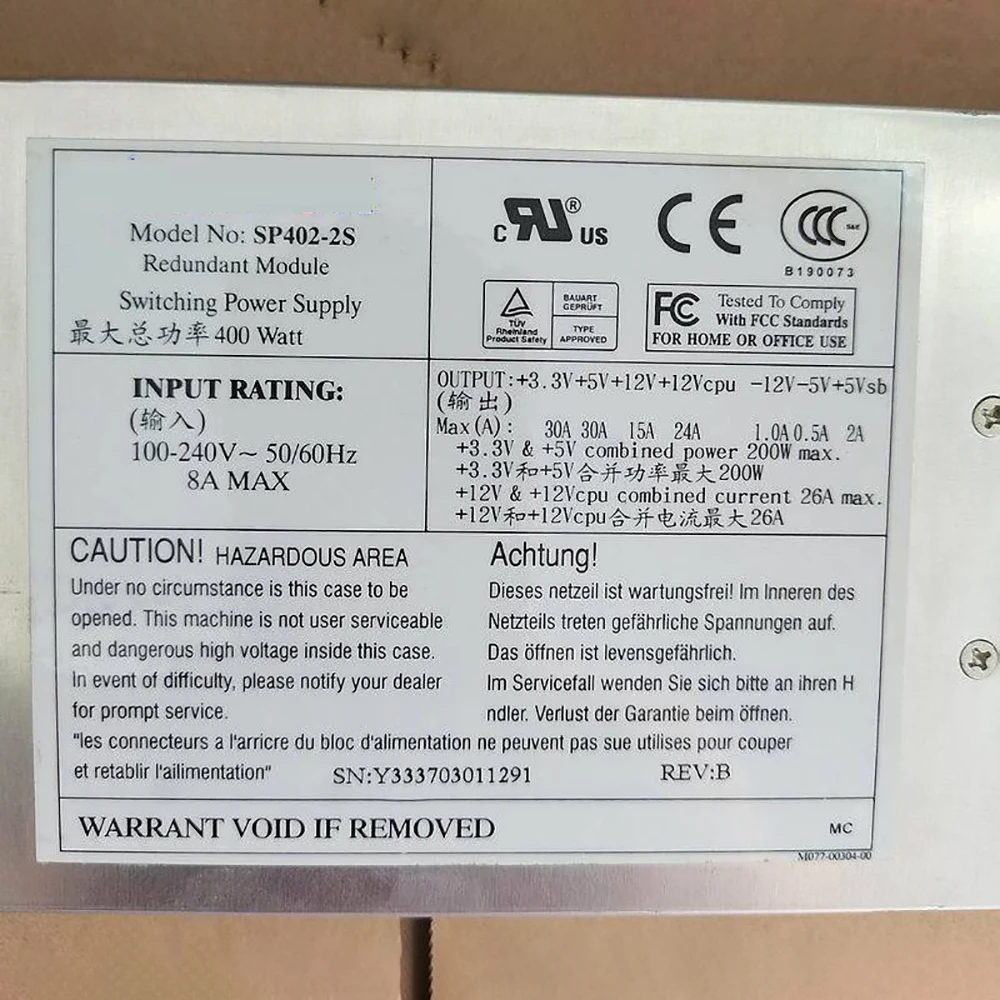 Model No: SP402-2S
Redundant Module
Switching Power Supply
最大总功率 400 Watt
C RU ® US
CE
CCC S&E
B190073
TÜV
Rheinland
Product Safety
BAUART
GEPRÜFT
TYPE
APPROVED
FC Tested To Comply
With FCC Standards
FOR HOME OR OFFICE USE
INPUT RATING:
(输入)
100-240V~ 50/60Hz
8A MAX
OUTPUT:+3.3V+5V+12V+12Vcpu -12V-5V+5Vsb
(输出)
Max(A): 30A 30A 15A 24A 1.0A 0.5A 2A
+3.3V & +5V combined power 200W max.
+3.3V和+5V合并功率最大200W
+12V & +12Vcpu combined current 26A max.
+12V和+12Vcpu合并电流最大26A
CAUTION! HAZARDOUS AREA
Under no circumstance is this case to be
opened. This machine is not user serviceable
and dangerous high voltage inside this case.
In event of difficulty, please notify your dealer
for prompt service.
Achtung!
Dieses netzeil ist wartungsfrei! Im Inneren des
Netzteils treten gefährliche Spannungen auf.
Das öffnen ist levensgefährlich.
Im Servicefall wenden Sie sich bitte an ihren H
ndler. Verlust der Garantie beim öffnen.
"les connecteurs a l'arricre du bloc d'alimentation ne peuvent pas sue utilises pour couper
et retablir l'ailimentation" SN:Y333703011291 REV:B
WARRANT VOID IF REMOVED MC
M077-00304-00